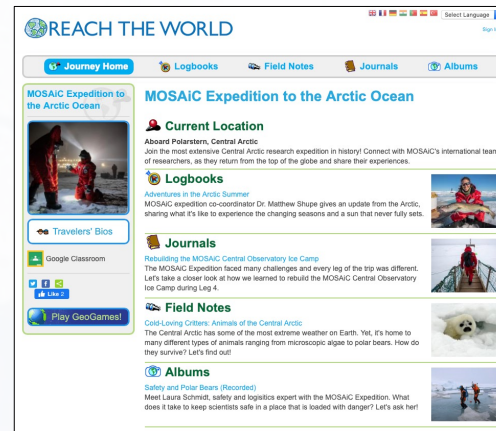 REACH THE WORLD
Select Language
Sign I
Journey Home
Logbooks
Field Notes
Journals
Albums
MOSAiC Expedition to
the Arctic Ocean
Travelers' Bios
Google Classroom
Like 2
Play GeoGames!
MOSAiC Expedition to the Arctic Ocean
Current Location
Aboard Polarstern, Central Arctic
Join the most extensive Central Arctic research expedition in history! Connect with MOSAiC's international team
of researchers, as they return from the top of the globe and share their experiences.
Logbooks
Adventures in the Arctic Summer
MOSAiC expedition co-coordinator Dr. Matthew Shupe gives an update from the Arctic,
sharing what it's like to experience the changing seasons and a sun that never fully sets.
Journals
Rebuilding the MOSAiC Central Observatory Ice Camp
The MOSAiC Expedition faced many challenges and every leg of the trip was different.
Let's take a closer look at how we learned to rebuild the MOSAiC Central Observatory
Ice Camp during Leg 4.
Field Notes
Cold-Loving Critters: Animals of the Central Arctic
The Central Arctic has some of the most extreme weather on Earth. Yet, it's home to
many different types of animals ranging from microscopic algae to polar bears. How do
they survive? Let's find out!
Albums
Safety and Polar Bears (Recorded)
Meet Laura Schmidt, safety and logisitics expert with the MOSAiC Expedition. What
does it take to keep scientists safe in a place that is loaded with danger? Let's ask her!